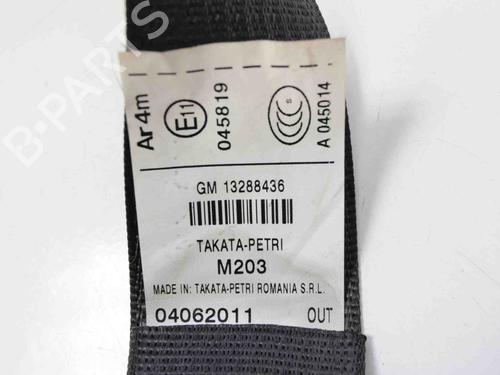 B-PARTS
Ar4m
E11
045819
S
A 045014
GM 13288436
TAKATA-PETRI
M203
MADE IN: TAKATA-PETRI ROMANIA S.R.L.
04062011 OUT